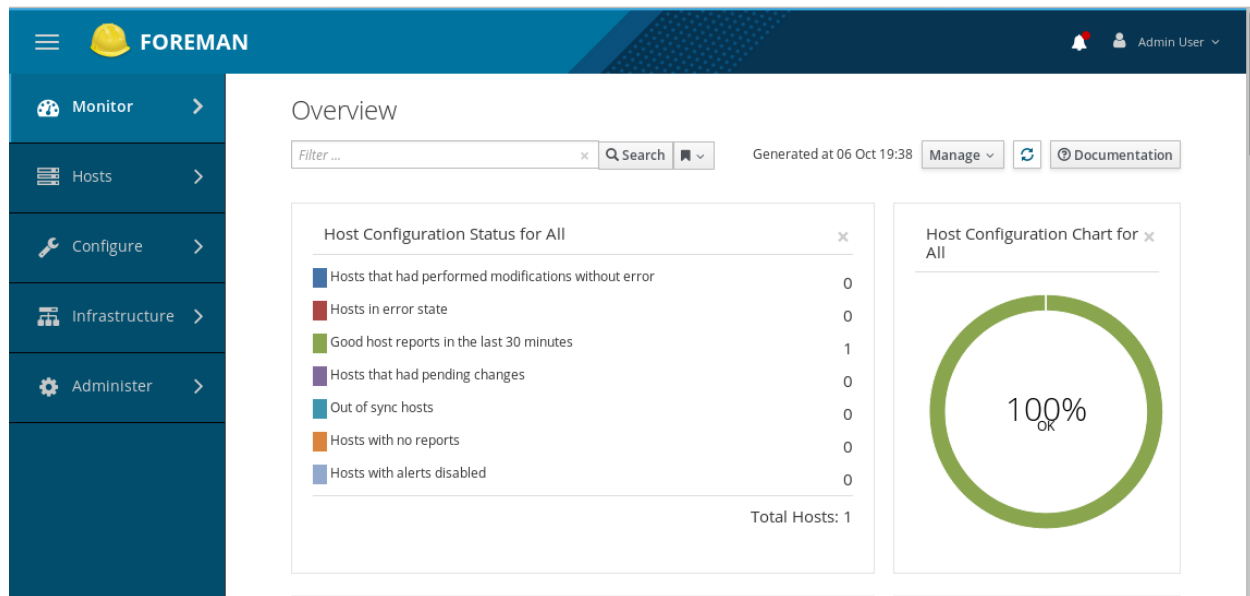 FOREMAN
Admin User
Monitor
Hosts
Configure
Infrastructure
Administer
Overview
Filter ...
Search
Generated at 06 Oct 19:38
Manage
Documentation
Host Configuration Status for All
Hosts that had performed modifications without error 0
Hosts in error state 0
Good host reports in the last 30 minutes 1
Hosts that had pending changes 0
Out of sync hosts 0
Hosts with no reports 0
Hosts with alerts disabled 0
Total Hosts: 1
Host Configuration Chart for
All
100%
OK